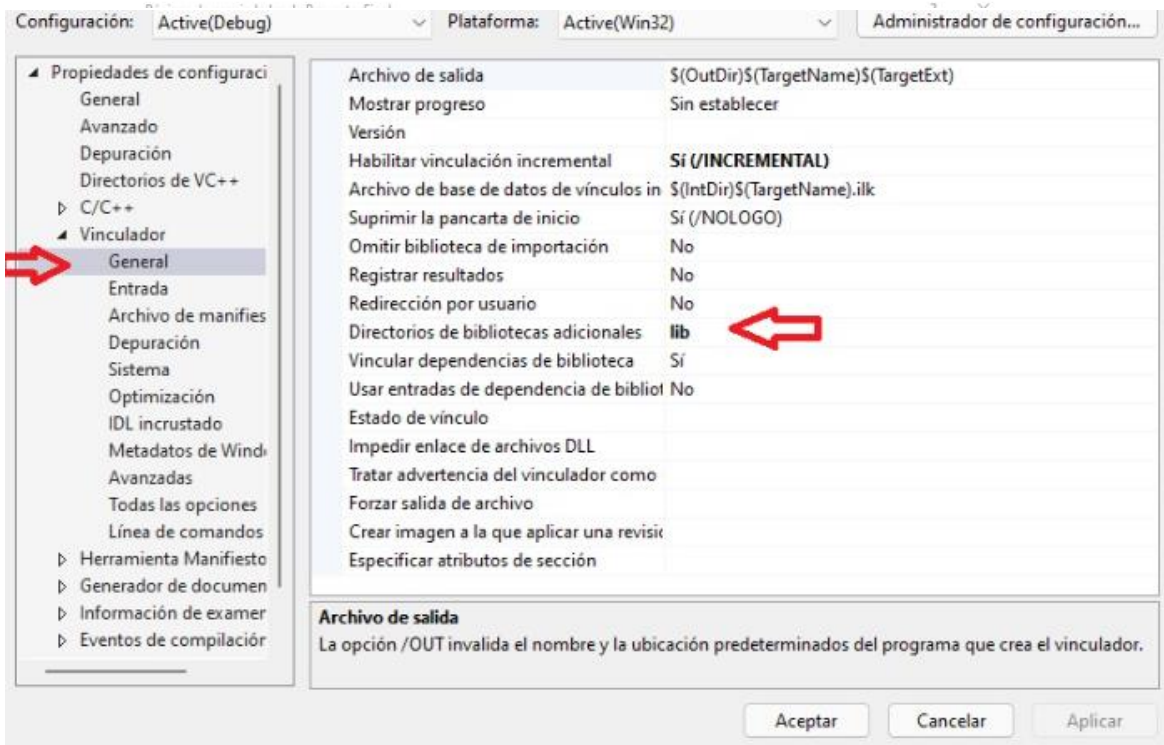 Configuración: Active(Debug) Plataforma: Active(Win32) Administrador de configuración...
Propiedades de configuraci
General
Avanzado
Depuración
Directorios de VC++
C/C++
Vinculador
General
Entrada
Archivo de manifies
Depuración
Sistema
Optimización
IDL incrustado
Metadatos de Wind
Avanzadas
Todas las opciones
Línea de comandos
Herramienta Manifiesto
Generador de documen
Información de examer
Eventos de compilación
Archivo de salida $(OutDir)$(TargetName)$(TargetExt)
Mostrar progreso Sin establecer
Versión
Habilitar vinculación incremental Sí (/INCREMENTAL)
Archivo de base de datos de vínculos in $(IntDir)$(TargetName).ilk
Suprimir la pancarta de inicio Sí (/NOLOGO)
Omitir biblioteca de importación No
Registrar resultados No
Redirección por usuario No
Directorios de bibliotecas adicionales lib
Vincular dependencias de biblioteca Sí
Usar entradas de dependencia de bibliot No
Estado de vínculo
Impedir enlace de archivos DLL
Tratar advertencia del vinculador como
Forzar salida de archivo
Crear imagen a la que aplicar una revisió
Especificar atributos de sección
Archivo de salida
La opción /OUT invalida el nombre y la ubicación predeterminados del programa que crea el vinculador.
Aceptar Cancelar Aplicar